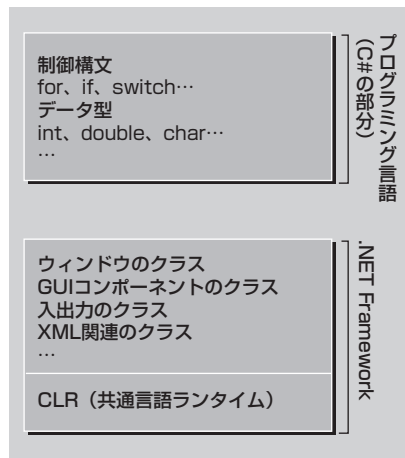 制御構文
for、if、switch…
データ型
int、double、char…
…
プログラミング言語
（C#の部分）
ウィンドウのクラス
GUIコンポーネントのクラス
入出力のクラス
XML関連のクラス
…
CLR（共通言語ランタイム）
.NET Framework